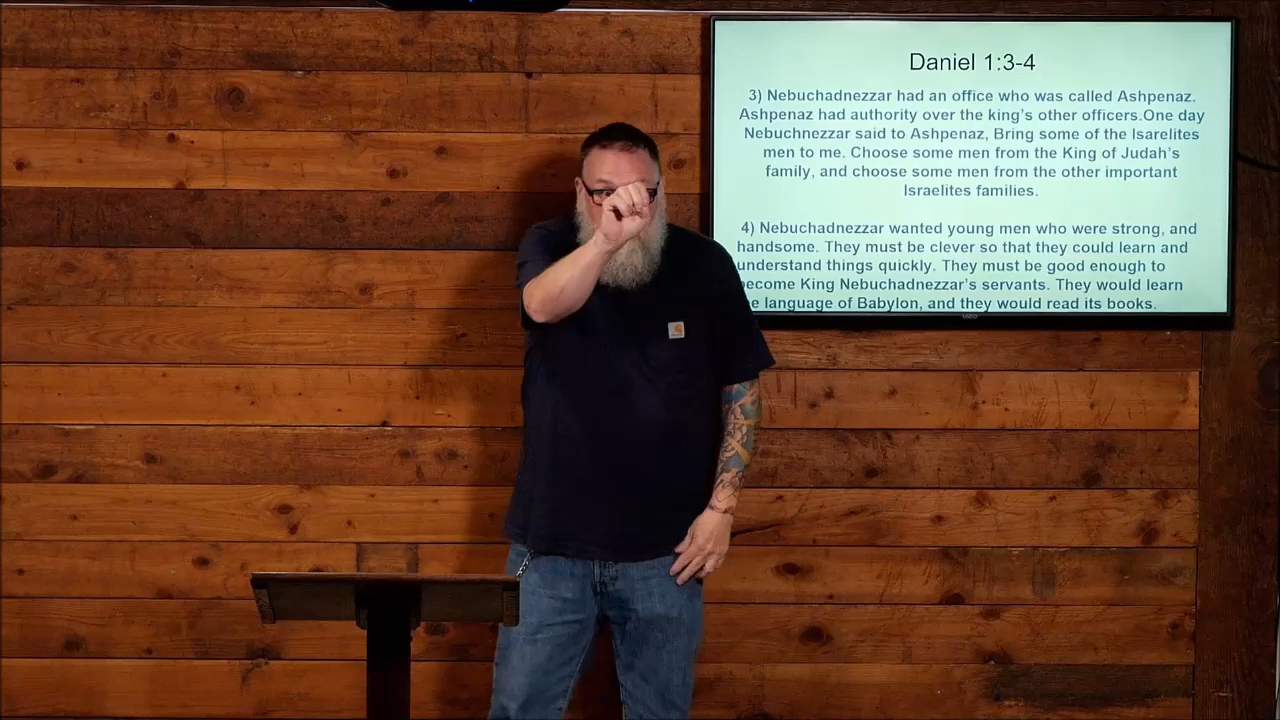 Daniel 1:3-4
3) Nebuchadnezzar had an office who was called Ashpenaz.
Ashpenaz had authority over the king's other officers.One day
Nebuchnezzar said to Ashpenaz, Bring some of the Isarelites
men to me. Choose some men from the King of Judah's
family, and choose some men from the other important
Israelites families.
4) Nebuchadnezzar wanted young men who were strong, and
handsome. They must be clever so that they could learn and
understand things quickly. They must be good enough to
ecome King Nebuchadnezzar's servants. They would learn
e language of Babylon, and they would read its books.